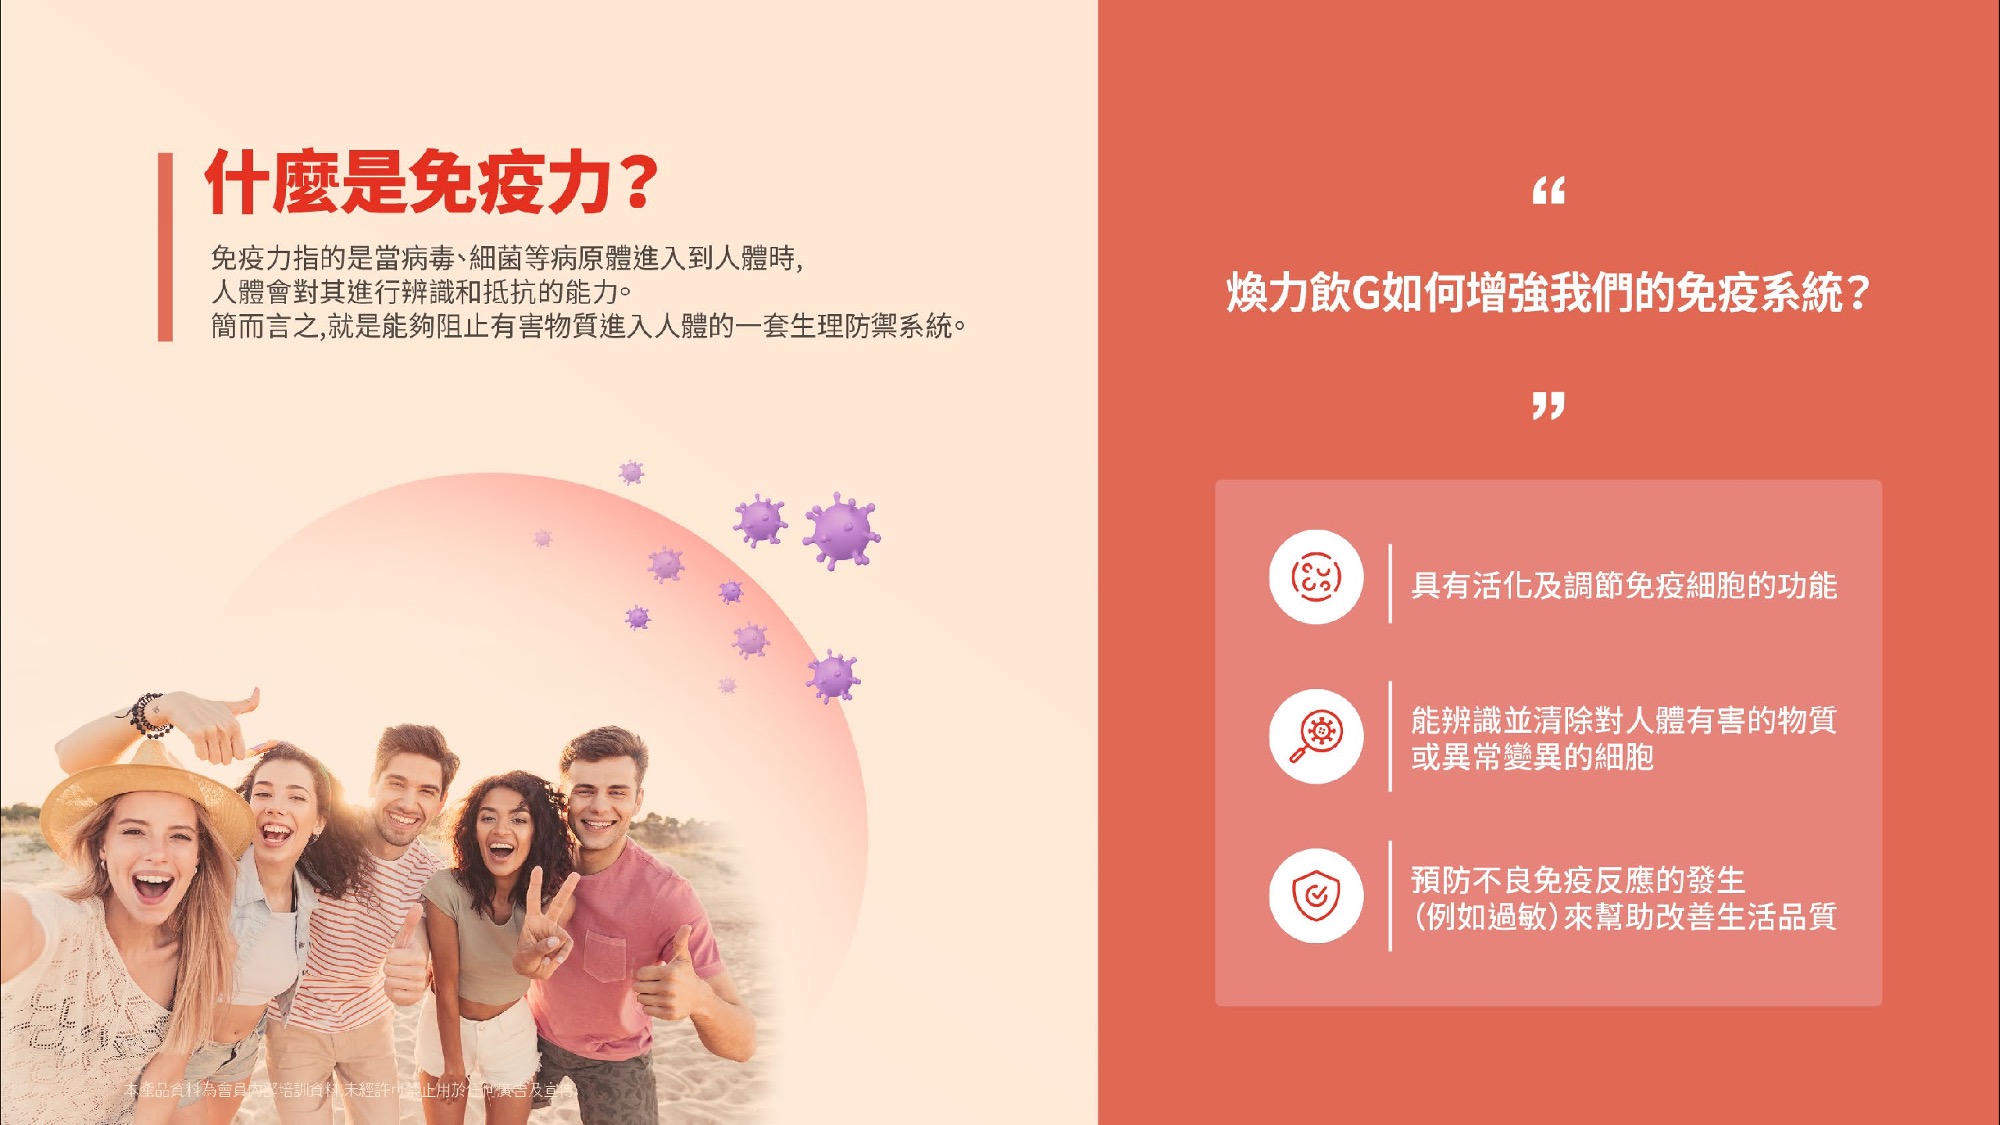 什麼是免疫力？
免疫力指的是當病毒、細菌等病原體進入到人體時,
人體會對其進行辨識和抵抗的能力。
簡而言之,就是能夠阻止有害物質進入人體的一套生理防禦系統。
“
煥力飲G如何增強我們的免疫系統？
”
具有活化及調節免疫細胞的功能
能辨識並清除對人體有害的物質
或異常變異的細胞
預防不良免疫反應的發生
（例如過敏）來幫助改善生活品質
本產品資料為會員內部培訓資料,未經許可禁止用於任何廣告及宣傳。